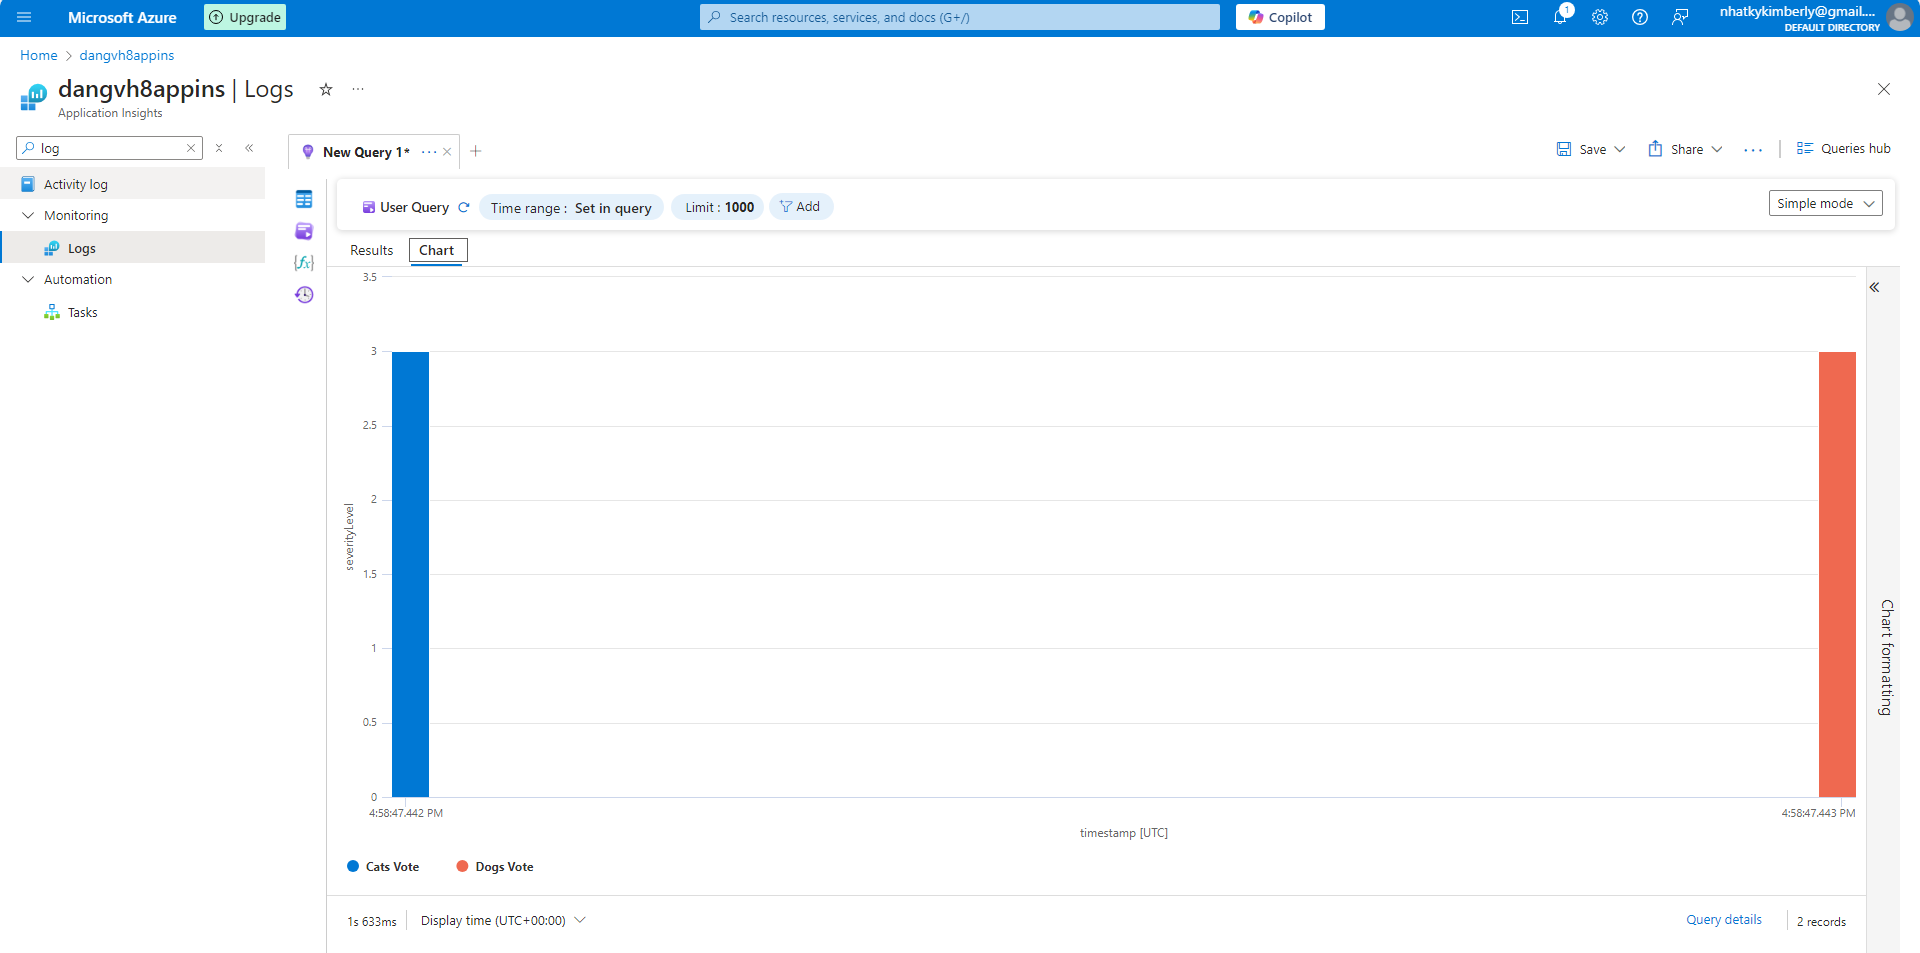 Microsoft Azure
Upgrade
Search resources, services, and docs (G+/)
Copilot
1
nhatkykimberly@gmail....
DEFAULT DIRECTORY
Home > dangvh8appins
dangvh8appins | Logs
Application Insights
log
Activity log
Monitoring
Logs
Automation
Tasks
New Query 1*
Save
Share
Queries hub
User Query
Time range : Set in query
Limit : 1000
Add
Simple mode
Results
Chart
3.5
3
2.5
2
1.5
1
0.5
0
severityLevel
4:58:47.442 PM
4:58:47.443 PM
timestamp [UTC]
Cats Vote
Dogs Vote
Chart formatting
1s 633ms
Display time (UTC+00:00)
Query details
2 records